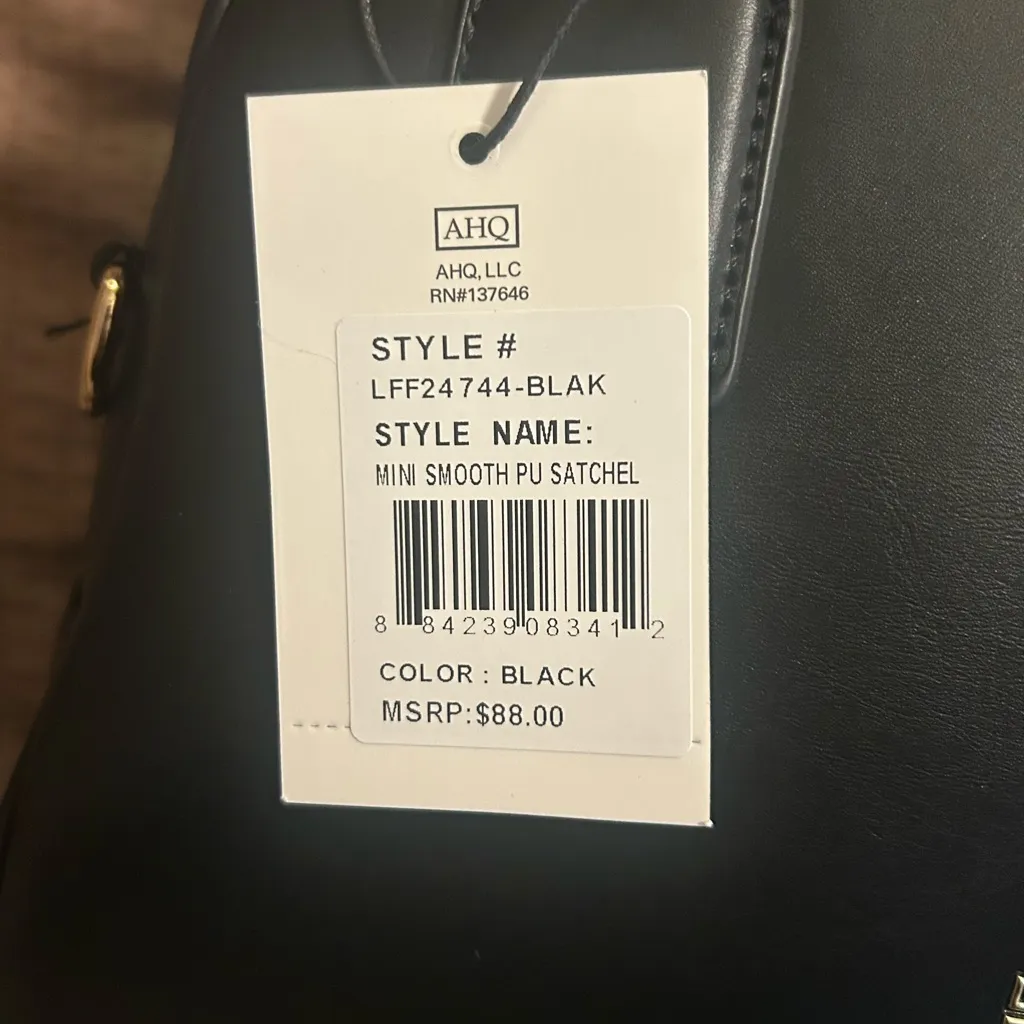 AHQ
AHQ, LLC
RN#137646
STYLE #
LFF24744-BLAK
STYLE NAME:
MINI SMOOTH PU SATCHEL
8 84239 08341 2
COLOR : BLACK
MSRP:$88.00